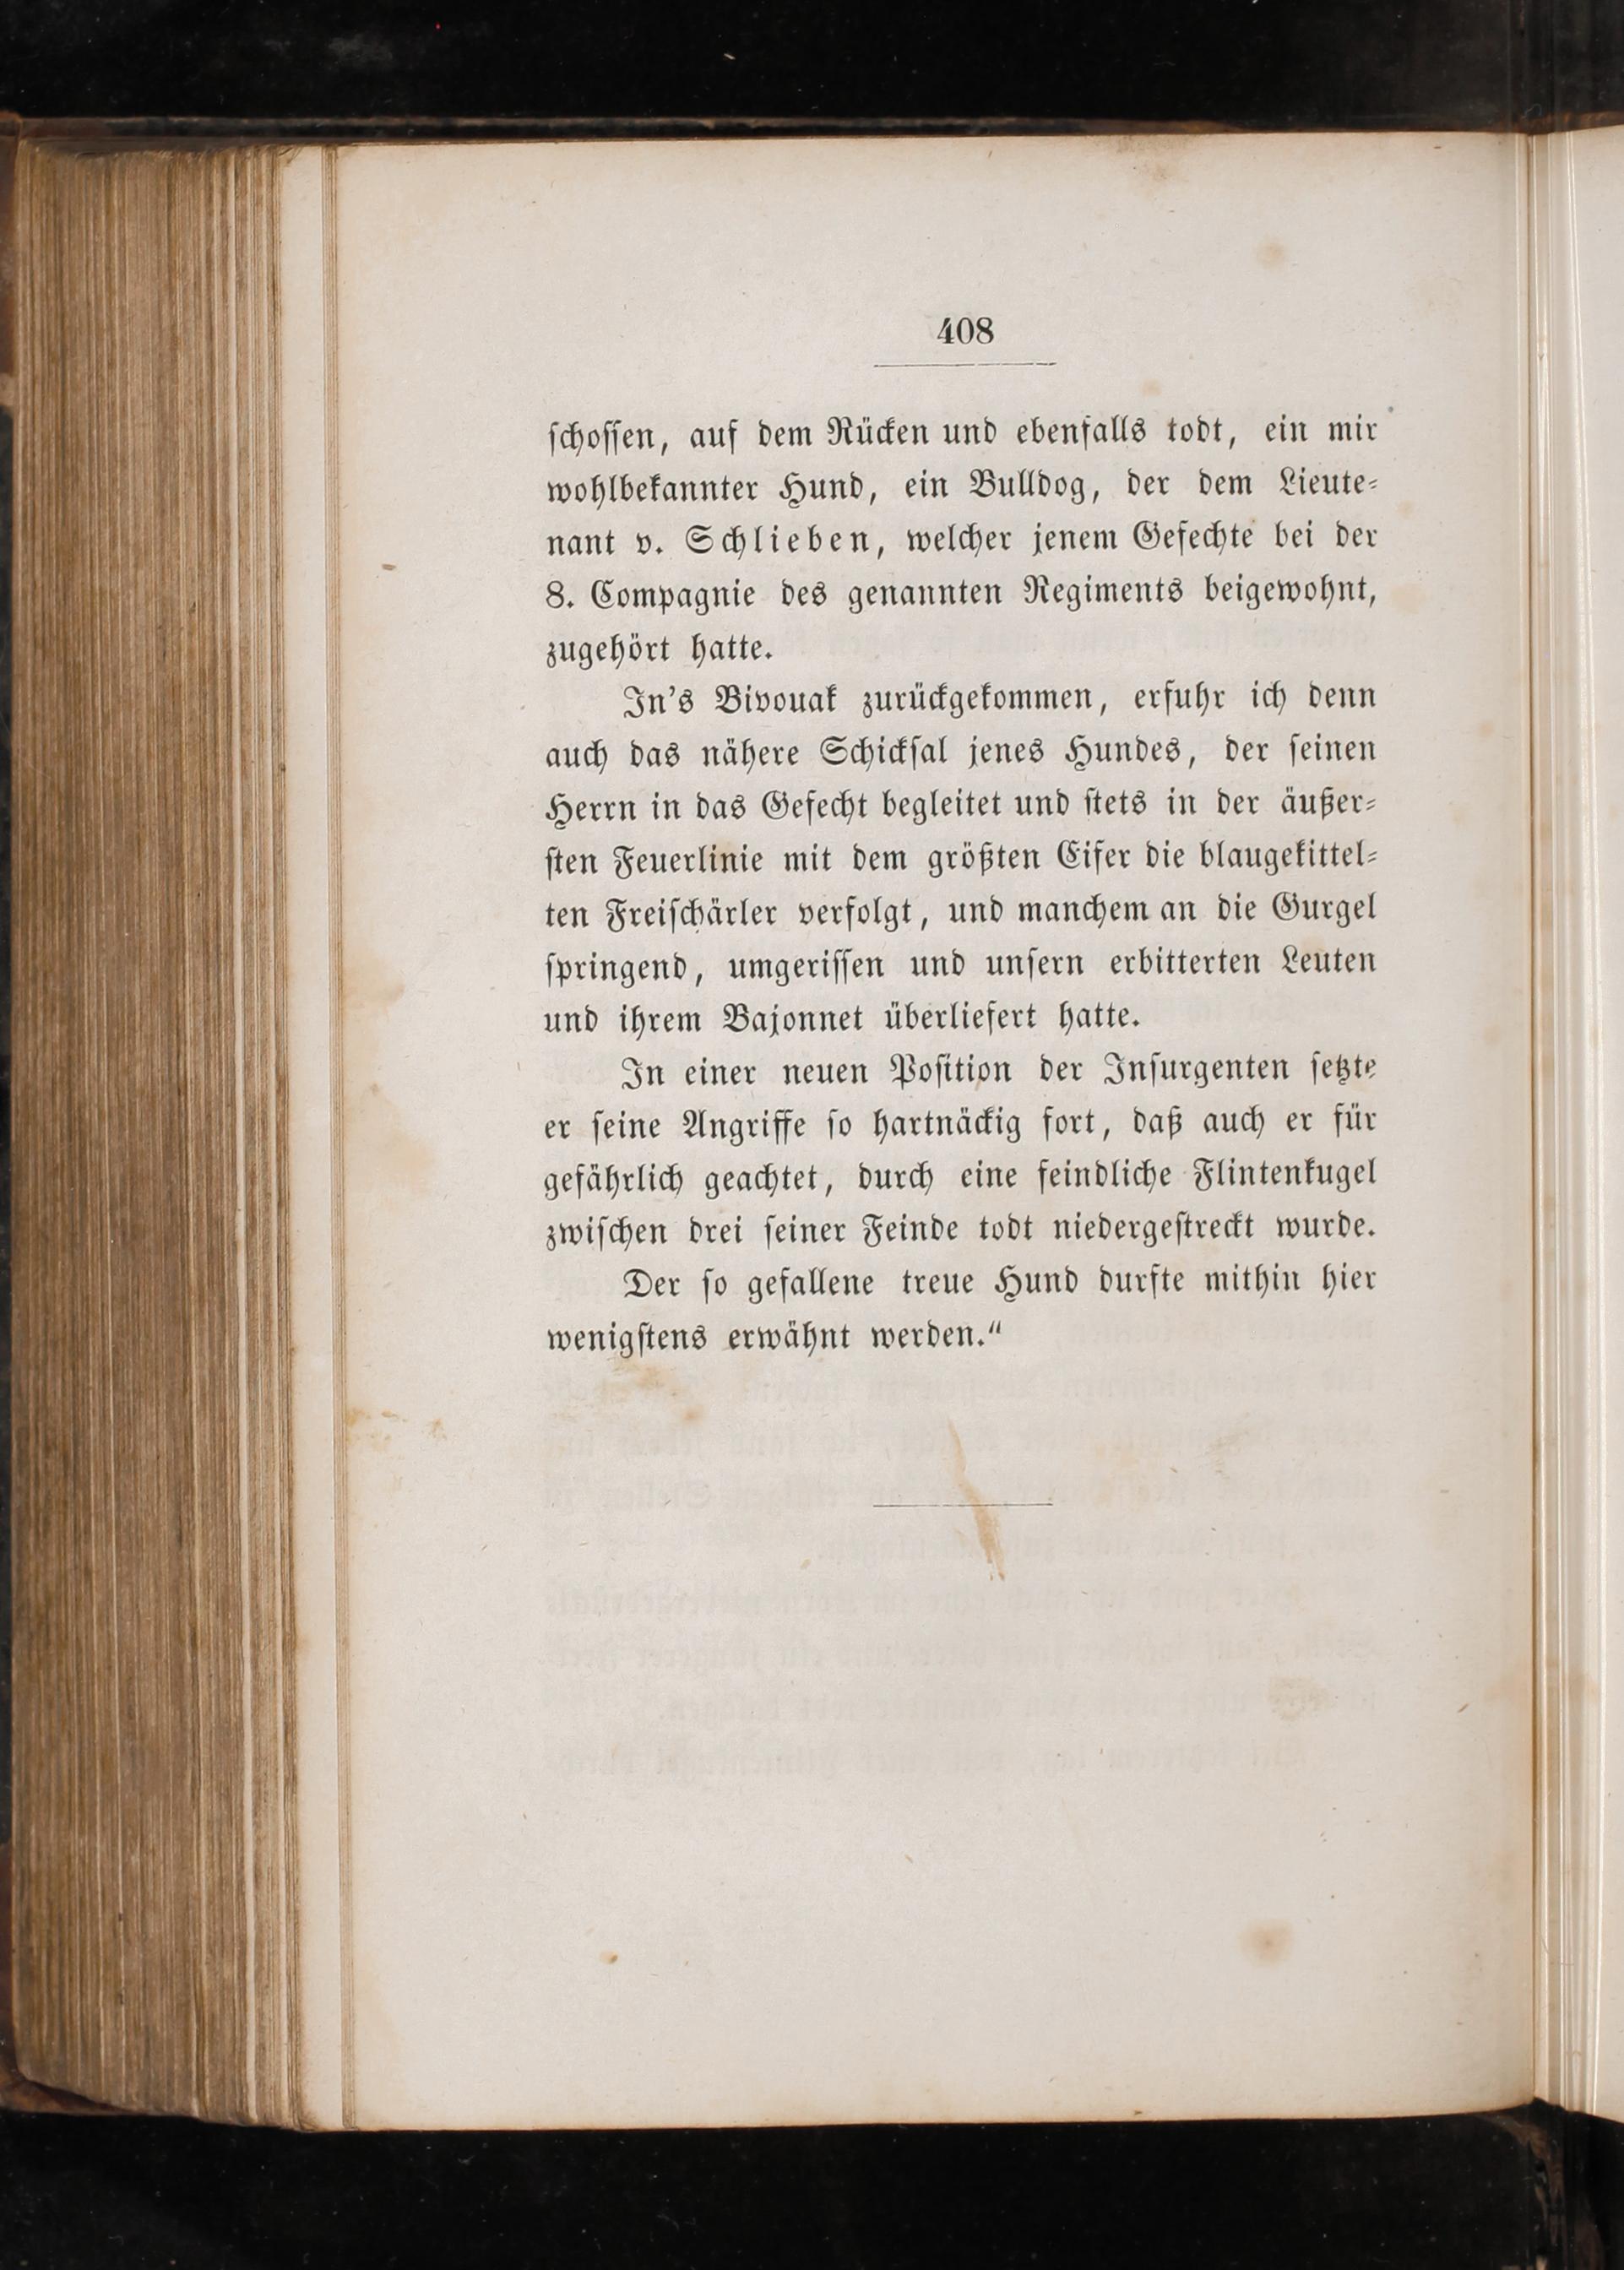 408
ſchoſſen, auf dem Rücken und ebenfalls todt, ein mir
wohlbekannter Hund, ein Bulldog, der dem Lieute⸗
nant v. Schlieben, welcher jenem Gefechte bei der
8. Compagnie des genannten Regiments beigewohnt,
zugehört hatte.
In's Bivouak zurückgekommen, erfuhr ich denn
auch das nähere Schickſal jenes Hundes, der ſeinen
Herrn in das Gefecht begleitet und ſtets in der äußer⸗
ſten Feuerlinie mit dem größten Eifer die blaugekittel⸗
ten Freiſchärler verfolgt, und manchem an die Gurgel
ſpringend, umgeriſſen und unſern erbitterten Leuten
und ihrem Bajonnet überliefert hatte.
In einer neuen Poſition der Inſurgenten ſetzte
er ſeine Angriffe ſo hartnäckig fort, daß auch er für
gefährlich geachtet, durch eine feindliche Flintenkugel
zwiſchen drei ſeiner Feinde todt niedergeſtreckt wurde.
Der ſo gefallene treue Hund durfte mithin hier
wenigſtens erwähnt werden.“